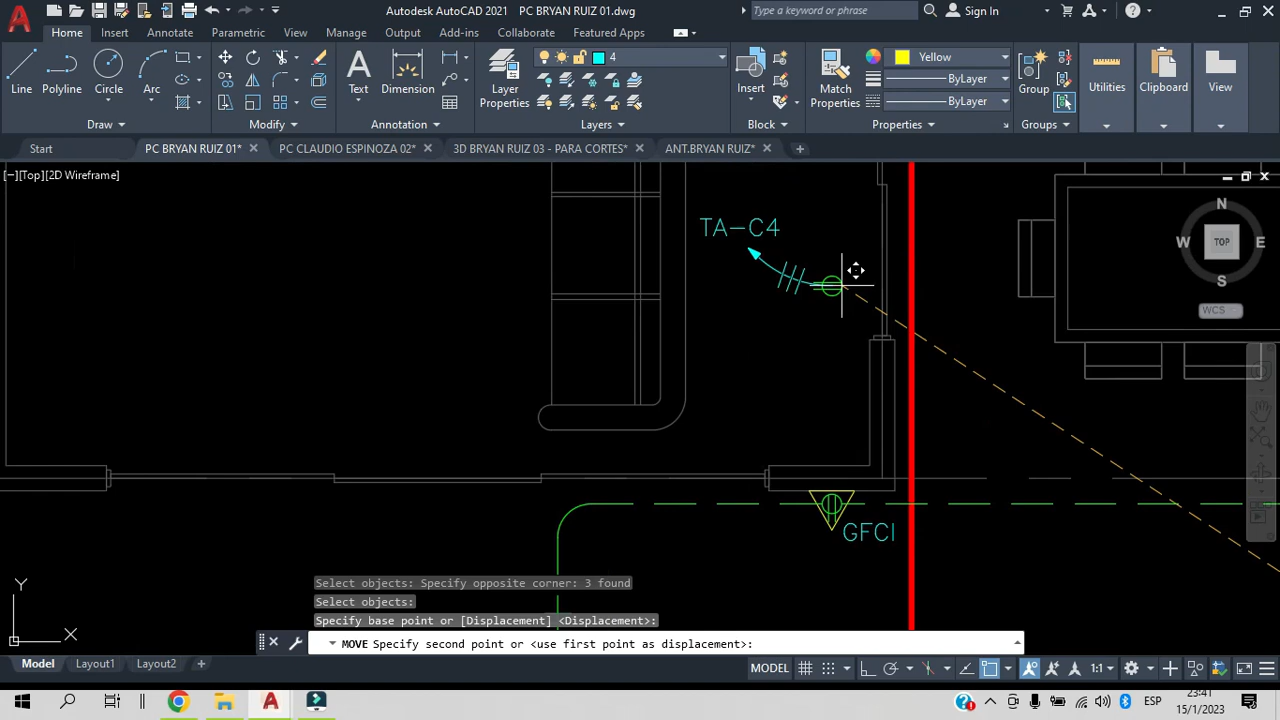 Autodesk AutoCAD 2021 PC BRYAN RUIZ 01.dwg
Type a keyword or phrase
Sign In
Home Insert Annotate Parametric View Manage Output Add-ins Collaborate Featured Apps
4
Yellow
ByLayer
ByLayer
Line Polyline Circle Arc
Text Dimension
Layer
Properties
Insert
Match
Properties
Group
Utilities
Clipboard
View
Draw Modify Annotation Layers Block Properties Groups
Start PC BRYAN RUIZ 01* PC CLAUDIO ESPINOZA 02* 3D BRYAN RUIZ 03 - PARA CORTES* ANT.BRYAN RUIZ*
[−][Top][2D Wireframe]
N
W TOP E
S
WCS
TA-C4
GFCI
Y
X
Select objects: Specify opposite corner: 3 found
Select objects:
Specify base point or [Displacement] <Displacement>:
MOVE Specify second point or <use first point as displacement>:
Model Layout1 Layout2
MODEL
1:1
ESP
23:41
15/1/2023